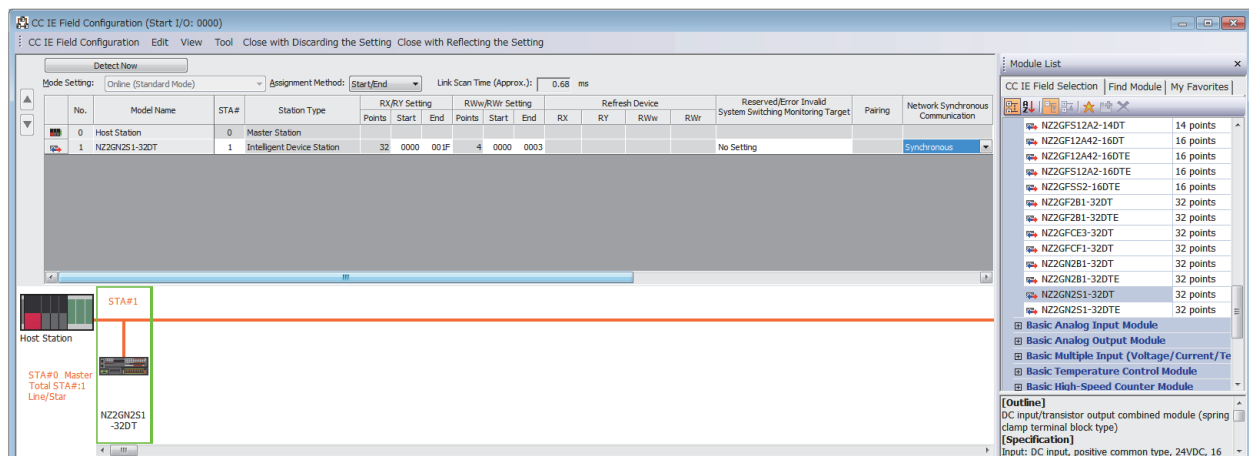 CC IE Field Configuration (Start I/O: 0000)
CC IE Field Configuration Edit View Tool Close with Discarding the Setting Close with Reflecting the Setting
Detect Now
Mode Setting: Online (Standard Mode) Assignment Method: Start/End Link Scan Time (Approx.): 0.68 ms
No. Model Name STA# Station Type RX/RY Setting RWw/RWr Setting Refresh Device Reserved/Error Invalid System Switching Monitoring Target Pairing Network Synchronous Communication
Points Start End Points Start End RX RY RWw RWr
0 Host Station 0 Master Station
1 NZ2GN2S1-32DT 1 Intelligent Device Station 32 0000 001F 4 0000 0003 No Setting Synchronous
STA#1
Host Station
STA#0 Master
Total STA#:1
Line/Star
NZ2GN2S1
-32DT
Module List
CC IE Field Selection Find Module My Favorites
NZ2GFS12A2-14DT 14 points
NZ2GF12A42-16DT 16 points
NZ2GF12A42-16DTE 16 points
NZ2GFS12A2-16DTE 16 points
NZ2GFSS2-16DTE 16 points
NZ2GF2B1-32DT 32 points
NZ2GF2B1-32DTE 32 points
NZ2GFCE3-32DT 32 points
NZ2GFCF1-32DT 32 points
NZ2GN2B1-32DT 32 points
NZ2GN2B1-32DTE 32 points
NZ2GN2S1-32DT 32 points
NZ2GN2S1-32DTE 32 points
Basic Analog Input Module
Basic Analog Output Module
Basic Multiple Input (Voltage/Current/Te
Basic Temperature Control Module
Basic High-Speed Counter Module
[Outline]
DC input/transistor output combined module (spring
clamp terminal block type)
[Specification]
Input: DC input, positive common type, 24VDC, 16